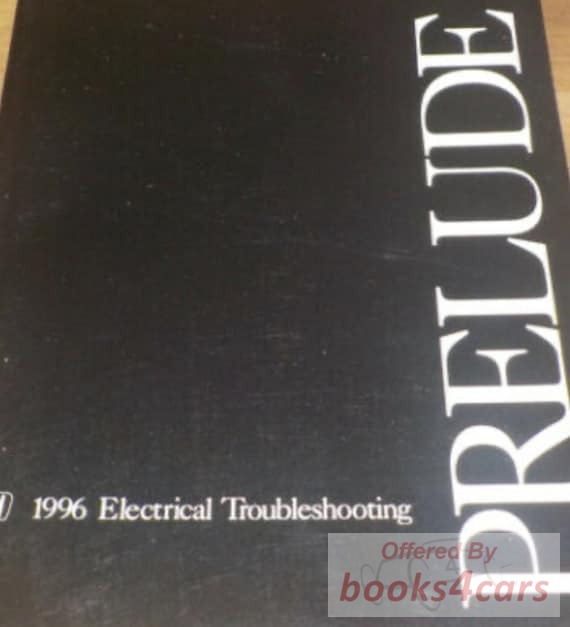 PRELUDE
1996 Electrical Troubleshooting
Offered By
books4cars